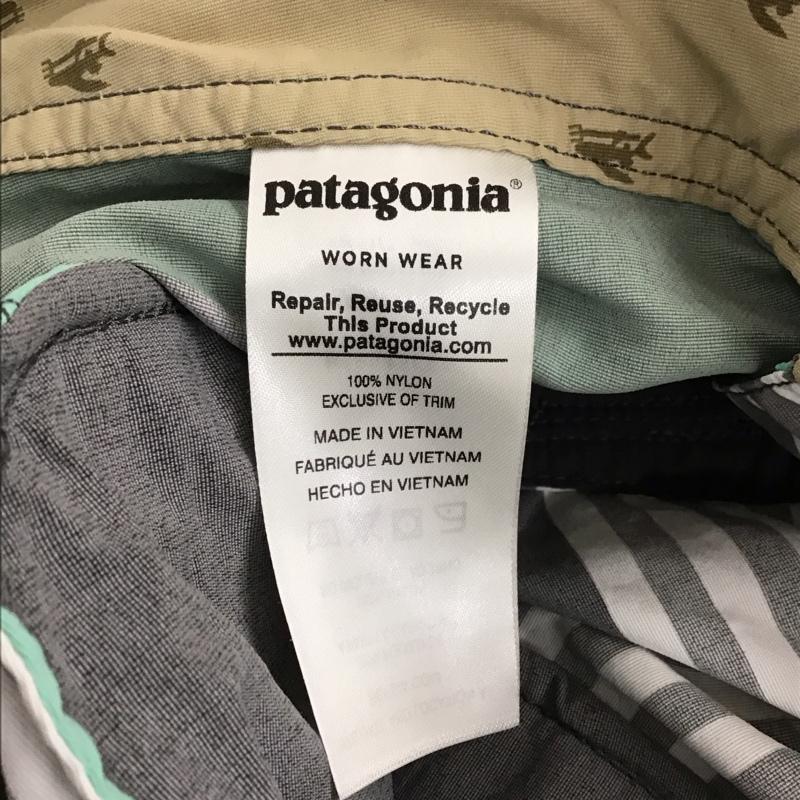 patagonia®
WORN WEAR
Repair, Reuse, Recycle
This Product
www.patagonia.com
100% NYLON
EXCLUSIVE OF TRIM
MADE IN VIETNAM
FABRIQUÉ AU VIETNAM
HECHO EN VIETNAM